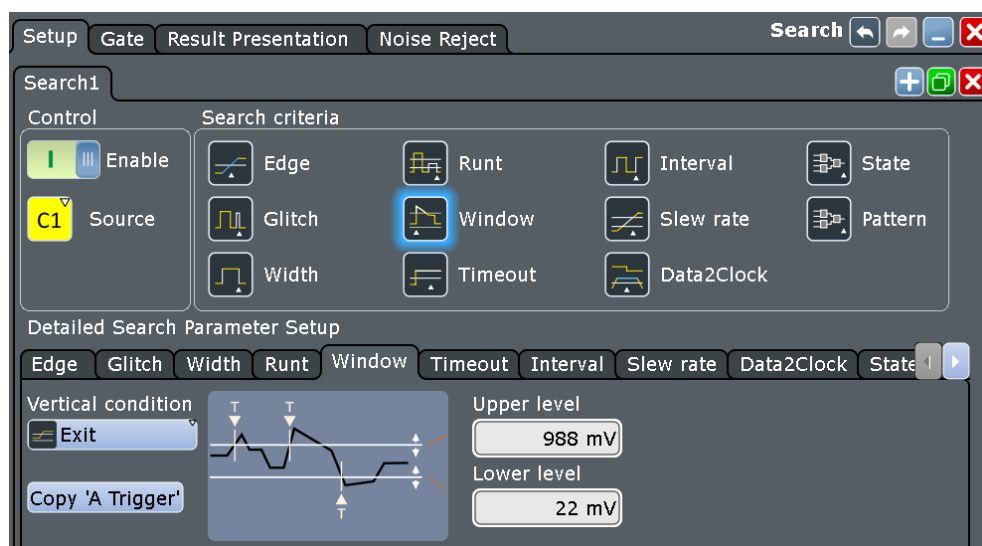 Setup Gate Result Presentation Noise Reject Search
Search1
Control Search criteria
I Enable Edge Runt Interval State
C1 Source Glitch Window Slew rate Pattern
Width Timeout Data2Clock
Detailed Search Parameter Setup
Edge Glitch Width Runt Window Timeout Interval Slew rate Data2Clock State
Vertical condition T T Upper level
Exit 988 mV
Lower level
Copy 'A Trigger' T 22 mV